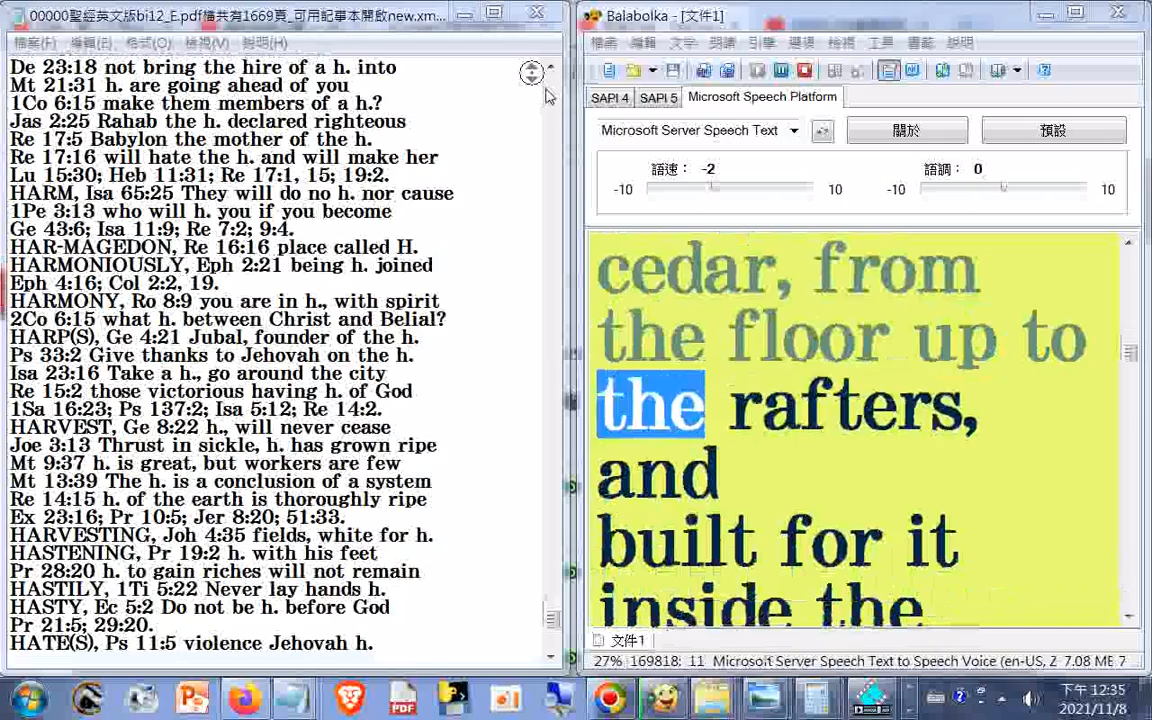 00000聖經英文版bi12_E.pdf檔共有1669頁_可用記事本開啟new.xm...
檔案(F) 編輯(E) 格式(O) 檢視(V) 說明(H)
De 23:18 not bring the hire of a h. into
Mt 21:31 h. are going ahead of you
1Co 6:15 make them members of a h.?
Jas 2:25 Rahab the h. declared righteous
Re 17:5 Babylon the mother of the h.
Re 17:16 will hate the h. and will make her
Lu 15:30; Heb 11:31; Re 17:1, 15; 19:2.
HARM, Isa 65:25 They will do no h. nor cause
1Pe 3:13 who will h. you if you become
Ge 43:6; Isa 11:9; Re 7:2; 9:4.
HAR-MAGEDON, Re 16:16 place called H.
HARMONIOUSLY, Eph 2:21 being h. joined
Eph 4:16; Col 2:2, 19.
HARMONY, Ro 8:9 you are in h., with spirit
2Co 6:15 what h. between Christ and Belial?
HARP(S), Ge 4:21 Jubal, founder of the h.
Ps 33:2 Give thanks to Jehovah on the h.
Isa 23:16 Take a h., go around the city
Re 15:2 those victorious having h. of God
1Sa 16:23; Ps 137:2; Isa 5:12; Re 14:2.
HARVEST, Ge 8:22 h., will never cease
Joe 3:13 Thrust in sickle, h. has grown ripe
Mt 9:37 h. is great, but workers are few
Mt 13:39 The h. is a conclusion of a system
Re 14:15 h. of the earth is thoroughly ripe
Ex 23:16; Pr 10:5; Jer 8:20; 51:33.
HARVESTING, Joh 4:35 fields, white for h.
HASTENING, Pr 19:2 h. with his feet
Pr 28:20 h. to gain riches will not remain
HASTILY, 1Ti 5:22 Never lay hands h.
HASTY, Ec 5:2 Do not be h. before God
Pr 21:5; 29:20.
HATE(S), Ps 11:5 violence Jehovah h.
Balabolka - [文件1]
檔案 編輯 文字 朗讀 引擎 選項 檢視 工具 書籤 說明
SAPI 4 SAPI 5 Microsoft Speech Platform
Microsoft Server Speech Text 關於 預設
語速： -2 語調： 0
-10 10 -10 10
cedar, from
the floor up to
the rafters,
and
built for it
inside the
文件1
27% 169818: 11 Microsoft Server Speech Text to Speech Voice (en-US, Z 7.08 ME 7
下午 12:35
2021/11/8